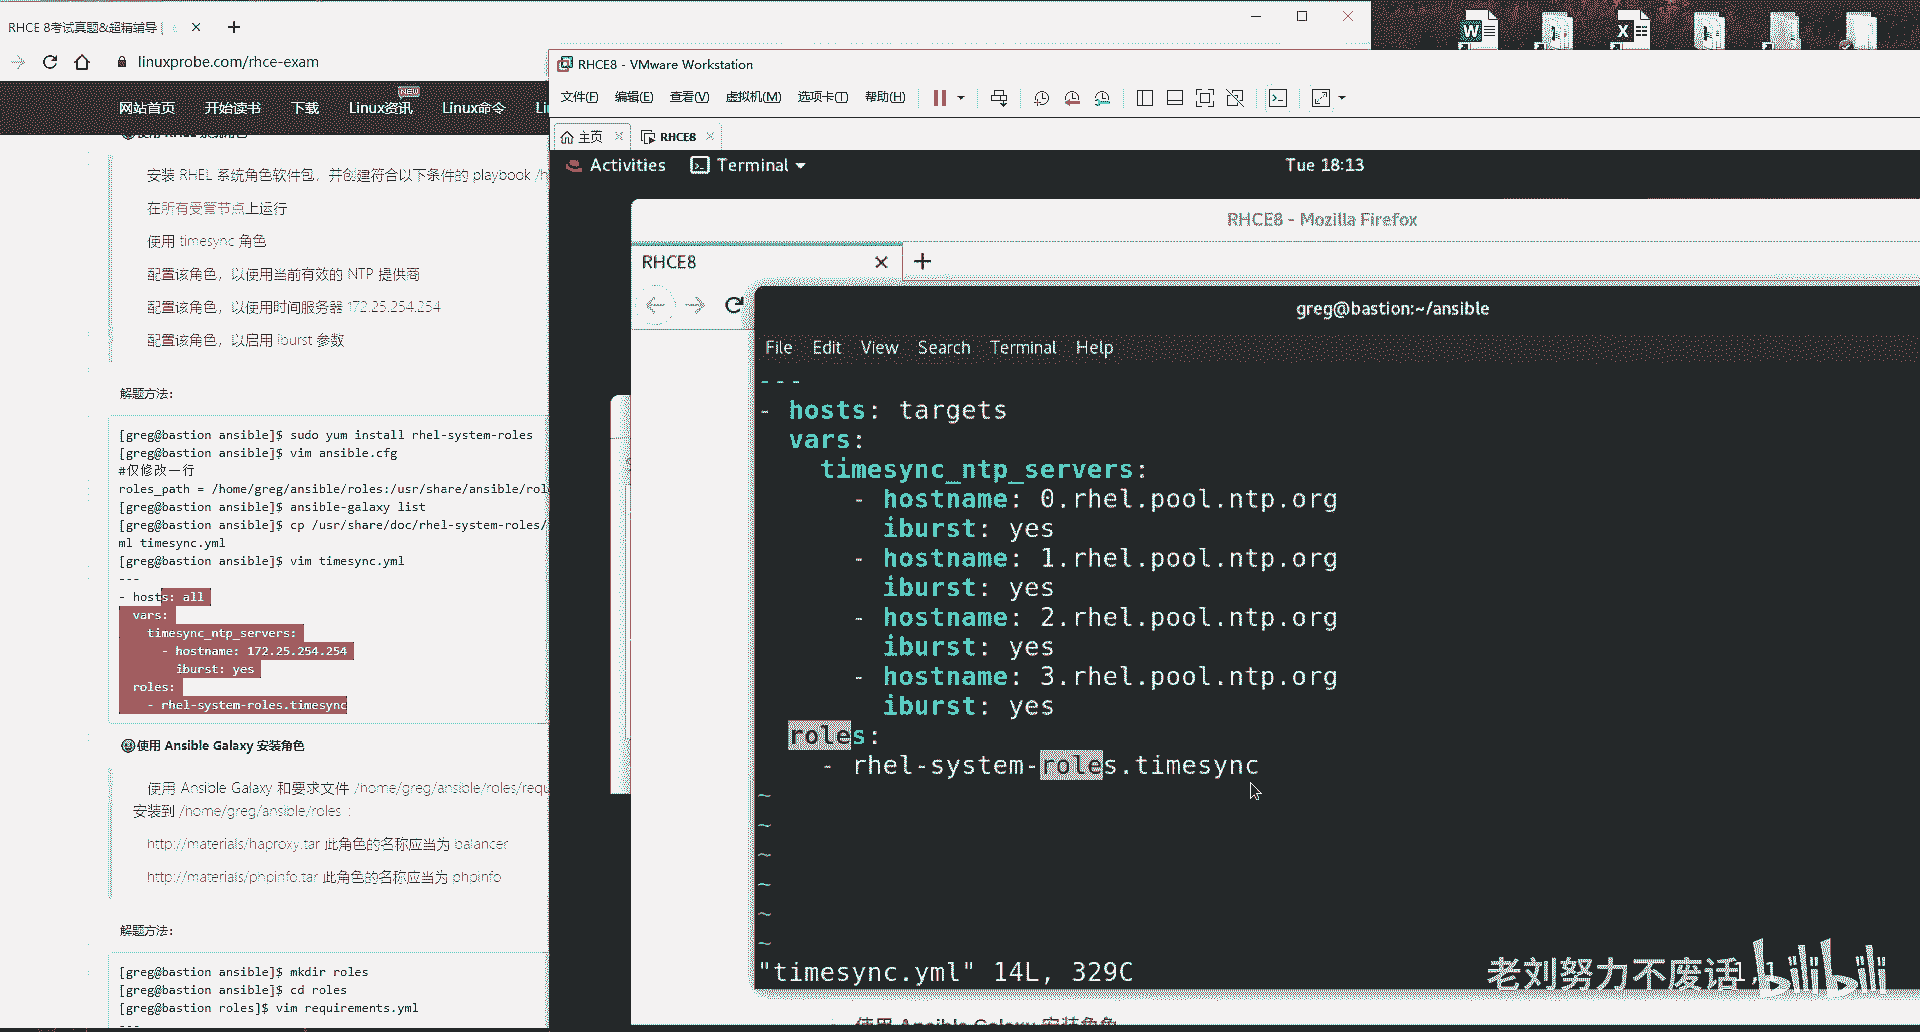 RHCE 8考试真题&超精辅导 |
linuxprobe.com/rhce-exam
网站首页
开始读书
下载
Linux资讯
NEW
Linux命令
安装 RHEL 系统角色软件包，并创建符合以下条件的 playbook /h
在所有受管节点上运行
使用 timesync 角色
配置该角色，以使用当前有效的 NTP 提供商
配置该角色，以使用时间服务器 172.25.254.254
配置该角色，以启用 iburst 参数
解题方法：
[greg@bastion ansible]$ sudo yum install rhel-system-roles
[greg@bastion ansible]$ vim ansible.cfg
#仅修改一行
roles_path = /home/greg/ansible/roles:/usr/share/ansible/rol
[greg@bastion ansible]$ ansible-galaxy list
[greg@bastion ansible]$ cp /usr/share/doc/rhel-system-roles/
ml timesync.yml
[greg@bastion ansible]$ vim timesync.yml
---
- hosts: all
vars:
timesync_ntp_servers:
- hostname: 172.25.254.254
iburst: yes
roles:
- rhel-system-roles.timesync
使用 Ansible Galaxy 安装角色
使用 Ansible Galaxy 和要求文件 /home/greg/ansible/roles/requ
安装到 /home/greg/ansible/roles ：
http://materials/haproxy.tar 此角色的名称应当为 balancer
http://materials/phpinfo.tar 此角色的名称应当为 phpinfo
解题方法：
[greg@bastion ansible]$ mkdir roles
[greg@bastion ansible]$ cd roles
[greg@bastion roles]$ vim requirements.yml
---
RHCE8 - VMware Workstation
文件(F) 编辑(E) 查看(V) 虚拟机(M) 选项卡(T) 帮助(H)
主页
RHCE8
Activities
Terminal
Tue 18:13
RHCE8 - Mozilla Firefox
RHCE8
greg@bastion:~/ansible
File Edit View Search Terminal Help
---
- hosts: targets
vars:
timesync_ntp_servers:
- hostname: 0.rhel.pool.ntp.org
iburst: yes
- hostname: 1.rhel.pool.ntp.org
iburst: yes
- hostname: 2.rhel.pool.ntp.org
iburst: yes
- hostname: 3.rhel.pool.ntp.org
iburst: yes
roles:
- rhel-system-roles.timesync
~
~
~
~
~
~
"timesync.yml" 14L, 329C
老刘努力不废话
bilibili
使用 Ansible Galaxy 安装角色